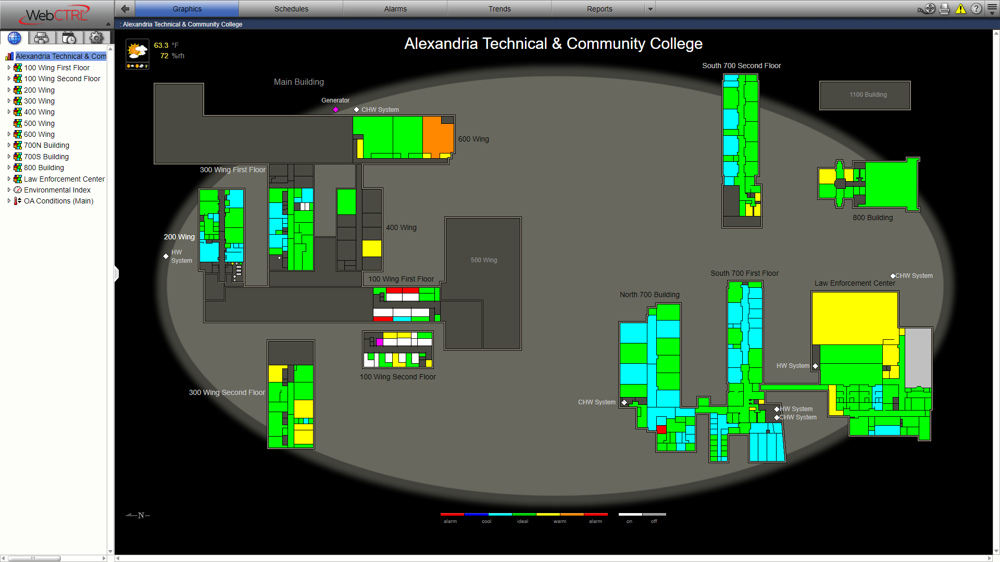 WebCTRL
Graphics
Schedules
Alarms
Trends
Reports
: Alexandria Technical & Community College
Alexandria Technical & Com
100 Wing First Floor
100 Wing Second Floor
200 Wing
300 Wing
400 Wing
500 Wing
600 Wing
700N Building
700S Building
800 Building
Law Enforcement Center
Environmental Index
OA Conditions (Main)
63.3 °F
72 %rh
Alexandria Technical & Community College
South 700 Second Floor
Main Building
1100 Building
Generator
CHW System
600 Wing
300 Wing First Floor
800 Building
400 Wing
200 Wing
HW
System
500 Wing
100 Wing First Floor
South 700 First Floor
CHW System
Law Enforcement Center
North 700 Building
HW System
100 Wing Second Floor
300 Wing Second Floor
CHW System
HW System
CHW System
N
alarm
cool
ideal
warm
alarm
on
off